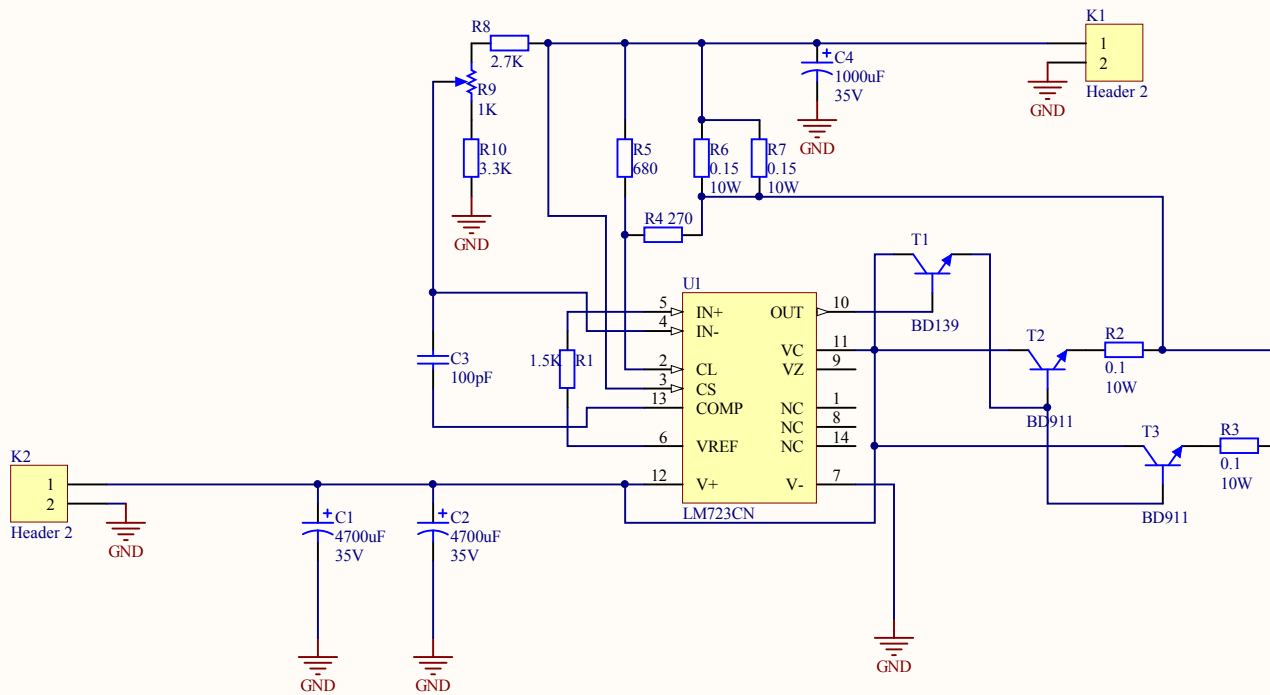 R8
2.7K
R9
1K
R10
3.3K
GND
R5
680
R6
0.15
10W
R7
0.15
10W
R4 270
C4
1000uF
35V
GND
K1
1
2
Header 2
GND
C3
100pF
1.5K R1
U1
5 IN+
4 IN-
2 CL
3 CS
13 COMP
6 VREF
12 V+
OUT 10
VC 11
VZ 9
NC 1
NC 8
NC 14
V- 7
LM723CN
GND
T1
BD139
T2
BD911
R2
0.1
10W
T3
BD911
R3
0.1
10W
K2
1
2
Header 2
GND
C1
4700uF
35V
GND
C2
4700uF
35V
GND